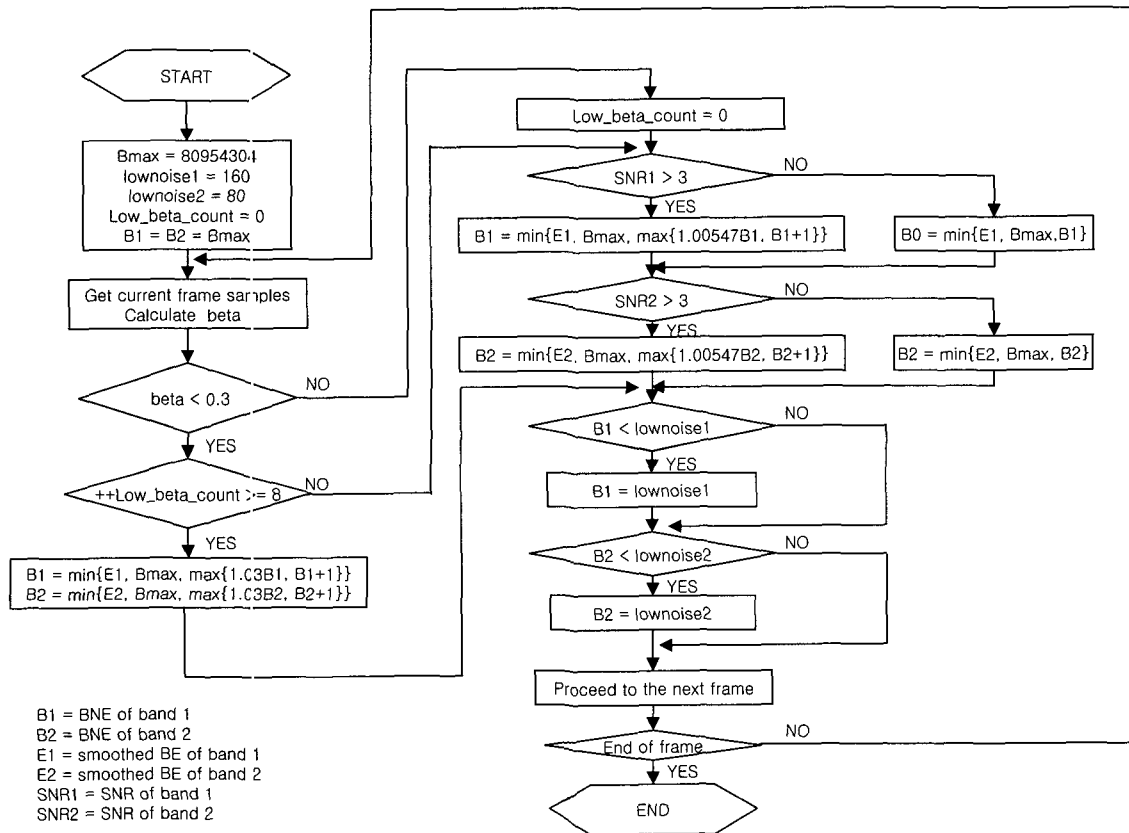 START
Bmax = 80954304
lownoise1 = 160
lownoise2 = 80
Low_beta_count = 0
B1 = B2 = Bmax
Get current frame samples
Calculate beta
beta < 0.3
NO
YES
++Low_beta_count >= 8
NO
YES
B1 = min{E1, Bmax, max{1.03B1, B1+1}}
B2 = min{E2, Bmax, max{1.03B2, B2+1}}
Low_beta_count = 0
SNR1 > 3
NO
YES
B1 = min{E1, Bmax, max{1.00547B1, B1+1}}
B0 = min{E1, Bmax,B1}
SNR2 > 3
NO
YES
B2 = min{E2, Bmax, max{1.00547B2, B2+1}}
B2 = min{E2, Bmax, B2}
B1 < lownoise1
NO
YES
B1 = lownoise1
B2 < lownoise2
NO
YES
B2 = lownoise2
Proceed to the next frame
End of frame
NO
YES
END
B1 = BNE of band 1
B2 = BNE of band 2
E1 = smoothed BE of band 1
E2 = smoothed BE of band 2
SNR1 = SNR of band 1
SNR2 = SNR of band 2